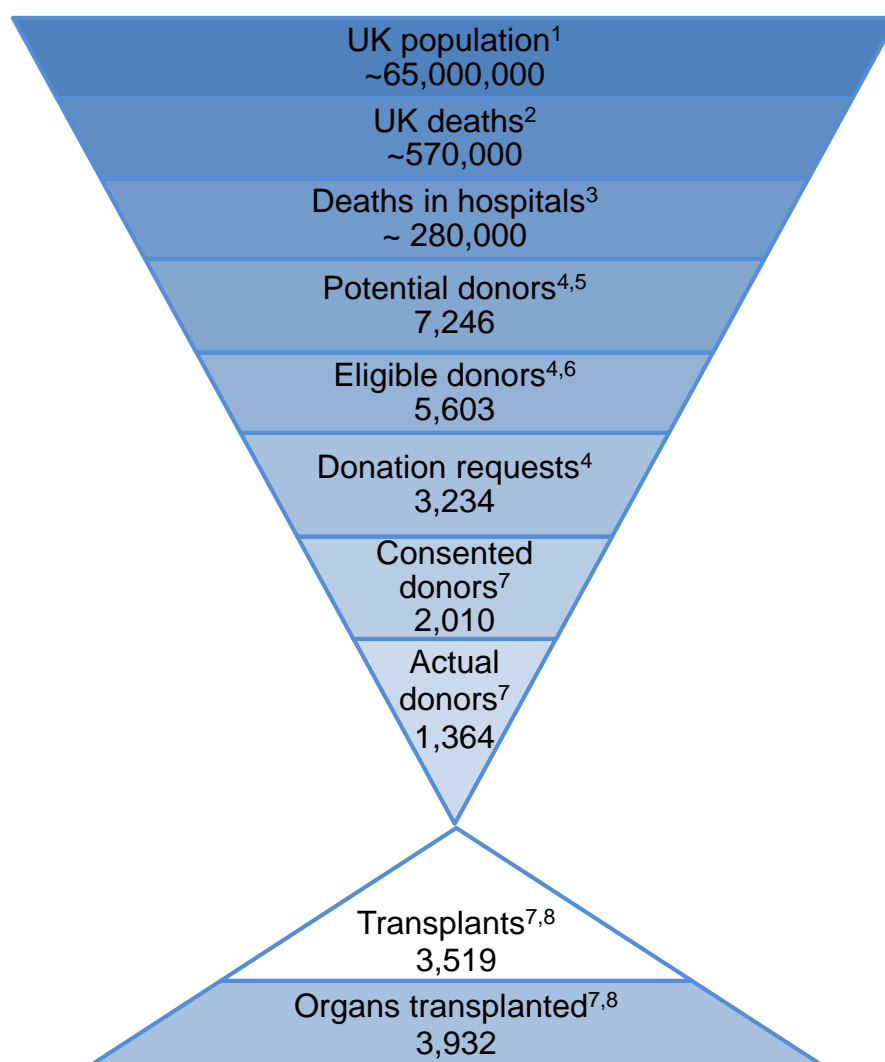 UK population¹
~65,000,000
UK deaths²
~570,000
Deaths in hospitals³
~ 280,000
Potential donors⁴,⁵
7,246
Eligible donors⁴,⁶
5,603
Donation requests⁴
3,234
Consented
donors⁷
2,010
Actual
donors⁷
1,364
Transplants⁷,⁸
3,519
Organs transplanted⁷,⁸
3,932